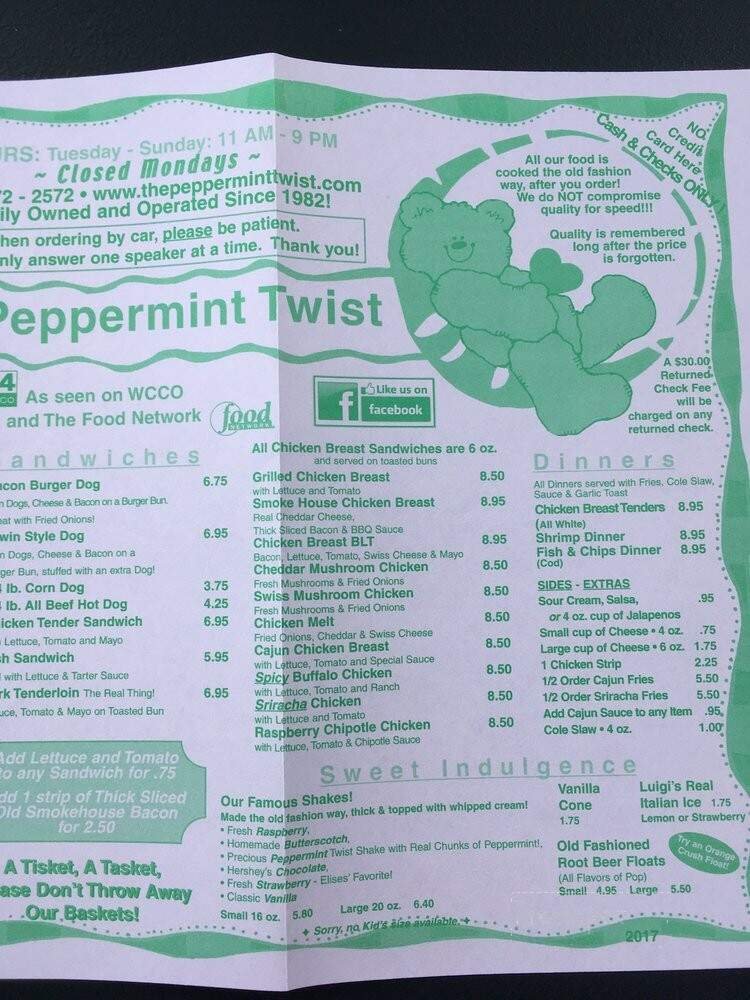 URS: Tuesday - Sunday: 11 AM - 9 PM
~ Closed Mondays ~
72 - 2572 • www.thepeppermintwist.com
ily Owned and Operated Since 1982!
hen ordering by car, please be patient.
nly answer one speaker at a time. Thank you!
All our food is
cooked the old fashion
way, after you order!
We do NOT compromise
quality for speed!!!
Quality is remembered
long after the price
is forgotten.
NO
Credit
Card Here
Cash & Checks ONLY!
Peppermint Twist
A $30.00
Returned
Check Fee
will be
charged on any
returned check.
4
CO
As seen on WCCO
and The Food Network
food
NETWORK
Like us on
f facebook
andwiches
acon Burger Dog 6.75
n Dogs, Cheese & Bacon on a Burger Bun.
eat with Fried Onions!
win Style Dog 6.95
n Dogs, Cheese & Bacon on a
ger Bun, stuffed with an extra Dog!
4 lb. Corn Dog 3.75
4 lb. All Beef Hot Dog 4.25
icken Tender Sandwich 6.95
Lettuce, Tomato and Mayo
sh Sandwich 5.95
with Lettuce & Tarter Sauce
rk Tenderloin The Real Thing! 6.95
uce, Tomato & Mayo on Toasted Bun
Add Lettuce and Tomato
to any Sandwich for .75
dd 1 strip of Thick Sliced
Old Smokehouse Bacon
for 2.50
A Tisket, A Tasket,
ase Don't Throw Away
Our Baskets!
All Chicken Breast Sandwiches are 6 oz.
and served on toasted buns
Grilled Chicken Breast 8.50
with Lettuce and Tomato
Smoke House Chicken Breast 8.95
Real Cheddar Cheese,
Thick Sliced Bacon & BBQ Sauce
Chicken Breast BLT 8.95
Bacon, Lettuce, Tomato, Swiss Cheese & Mayo
Cheddar Mushroom Chicken 8.50
Fresh Mushrooms & Fried Onions
Swiss Mushroom Chicken 8.50
Fresh Mushrooms & Fried Onions
Chicken Melt 8.50
Fried Onions, Cheddar & Swiss Cheese
Cajun Chicken Breast 8.50
with Lettuce, Tomato and Special Sauce
Spicy Buffalo Chicken 8.50
with Lettuce, Tomato and Ranch
Sriracha Chicken 8.50
with Lettuce and Tomato
Raspberry Chipotle Chicken 8.50
with Lettuce, Tomato & Chipotle Sauce
Dinners
All Dinners served with Fries, Cole Slaw,
Sauce & Garlic Toast
Chicken Breast Tenders 8.95
(All White)
Shrimp Dinner 8.95
Fish & Chips Dinner 8.95
(Cod)
SIDES - EXTRAS
Sour Cream, Salsa, .95
or 4 oz. cup of Jalapenos
Small cup of Cheese • 4 oz. .75
Large cup of Cheese • 6 oz. 1.75
1 Chicken Strip 2.25
1/2 Order Cajun Fries 5.50
1/2 Order Sriracha Fries 5.50
Add Cajun Sauce to any Item .95
Cole Slaw • 4 oz. 1.00
Sweet Indulgence
Our Famous Shakes!
Made the old fashion way, thick & topped with whipped cream!
• Fresh Raspberry,
• Homemade Butterscotch,
• Precious Peppermint Twist Shake with Real Chunks of Peppermint!,
• Hershey's Chocolate,
• Fresh Strawberry - Elises' Favorite!
• Classic Vanilla
Small 16 oz. 5.80 Large 20 oz. 6.40
✦ Sorry, no Kid's size available. ✦
Vanilla
Cone
1.75
Luigi's Real
Italian Ice 1.75
Lemon or Strawberry
Old Fashioned
Root Beer Floats
(All Flavors of Pop)
Small 4.95 Large 5.50
Try an Orange
Crush Float!
2017